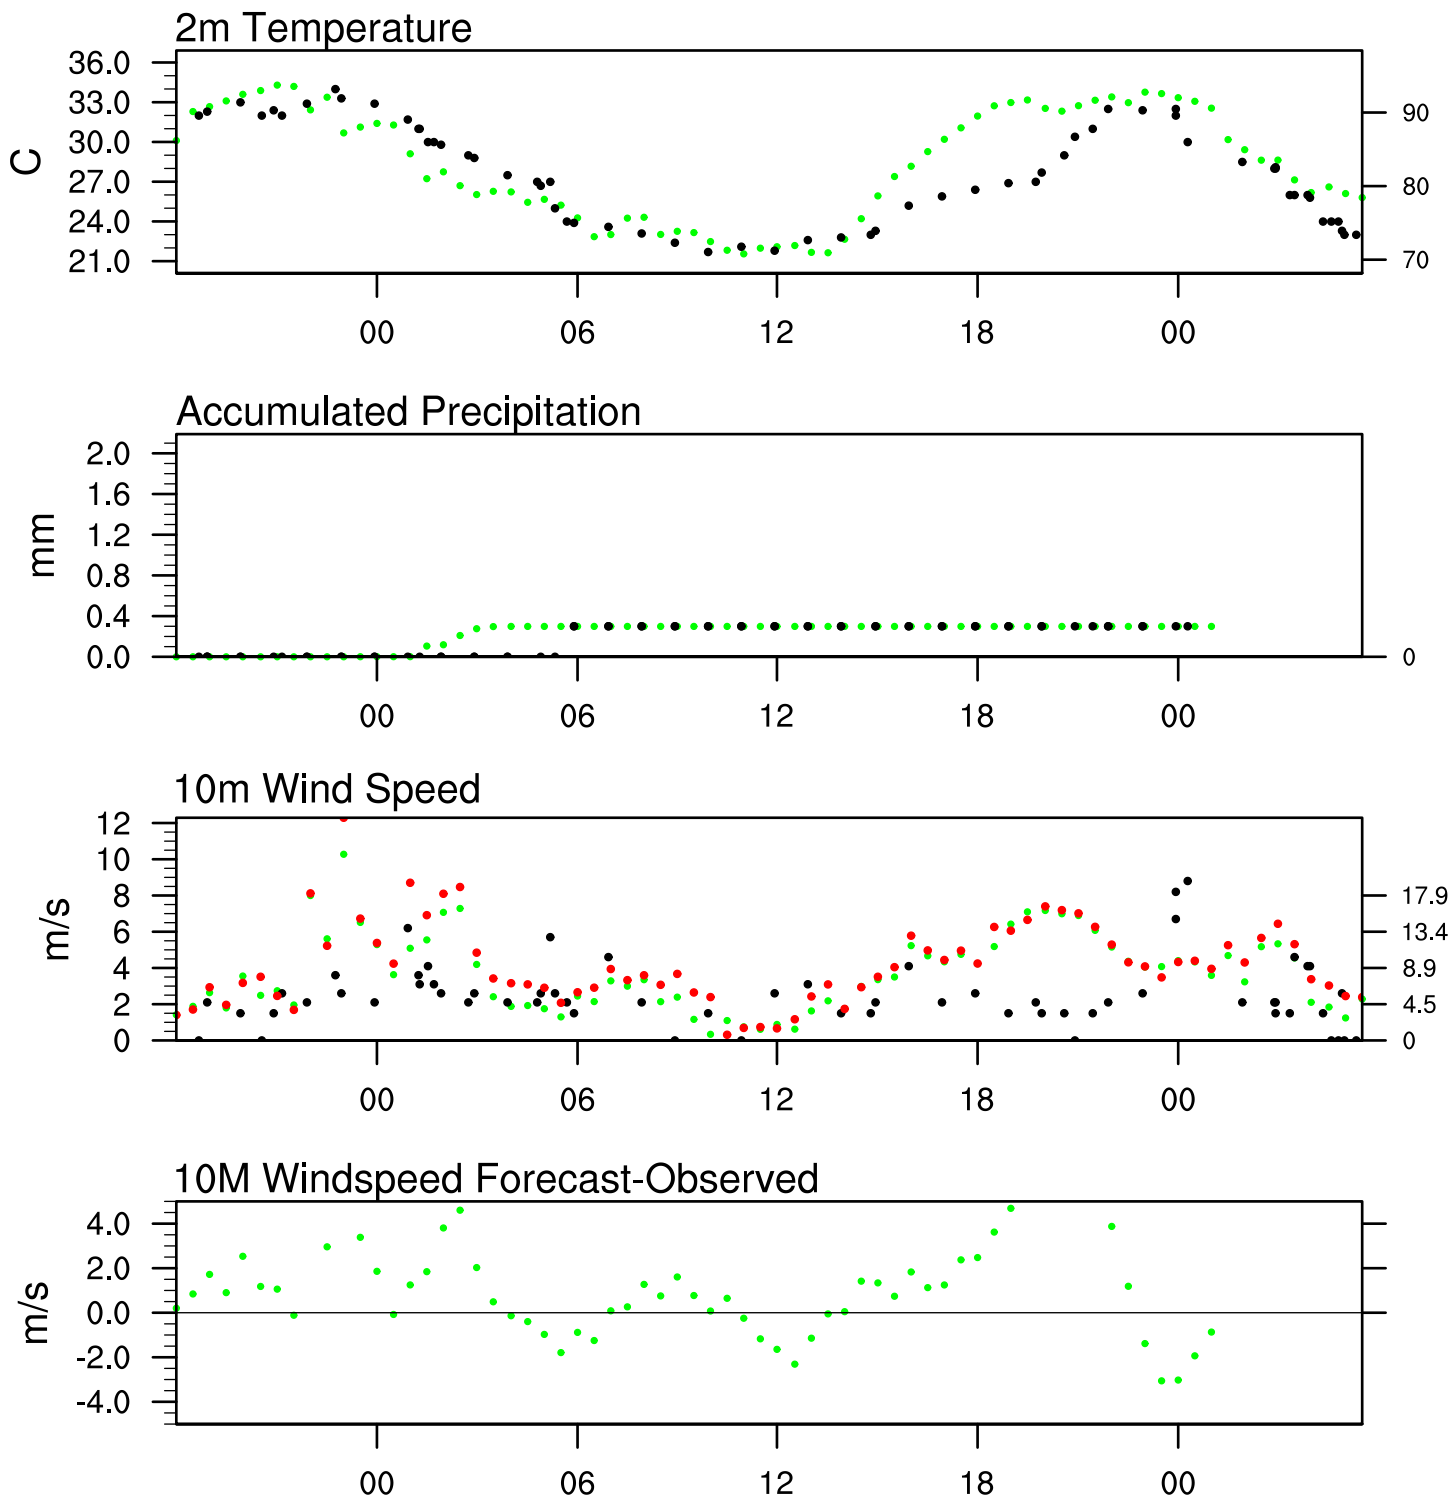 2m Temperature
36.0
33.0
30.0
27.0
24.0
21.0
C
90
80
70
00 06 12 18 00
Accumulated Precipitation
2.0
1.6
1.2
0.8
0.4
0.0
mm
0
00 06 12 18 00
10m Wind Speed
12
10
8
6
4
2
0
m/s
17.9
13.4
8.9
4.5
0
00 06 12 18 00
10M Windspeed Forecast-Observed
4.0
2.0
0.0
-2.0
-4.0
m/s
00 06 12 18 00